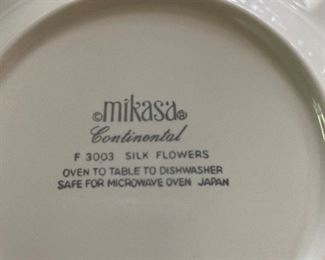 ©mikasa®
Continental
F 3003 SILK FLOWERS
OVEN TO TABLE TO DISHWASHER
SAFE FOR MICROWAVE OVEN JAPAN